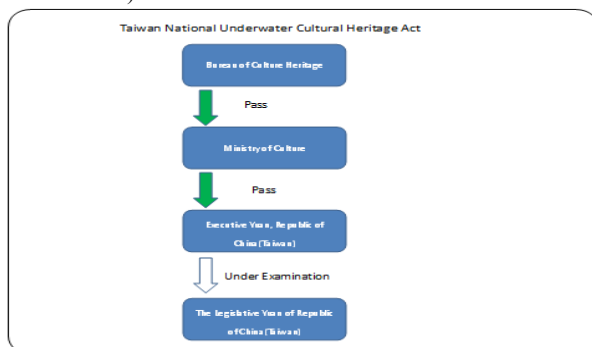 Taiwan National Underwater Cultural Heritage Act
Bureau of Culture Heritage
Pass
Ministry of Culture
Pass
Executive Yuan, Republic of
China(Taiwan)
Under Examination
The Legislative Yuan of Republic
of China(Taiwan)